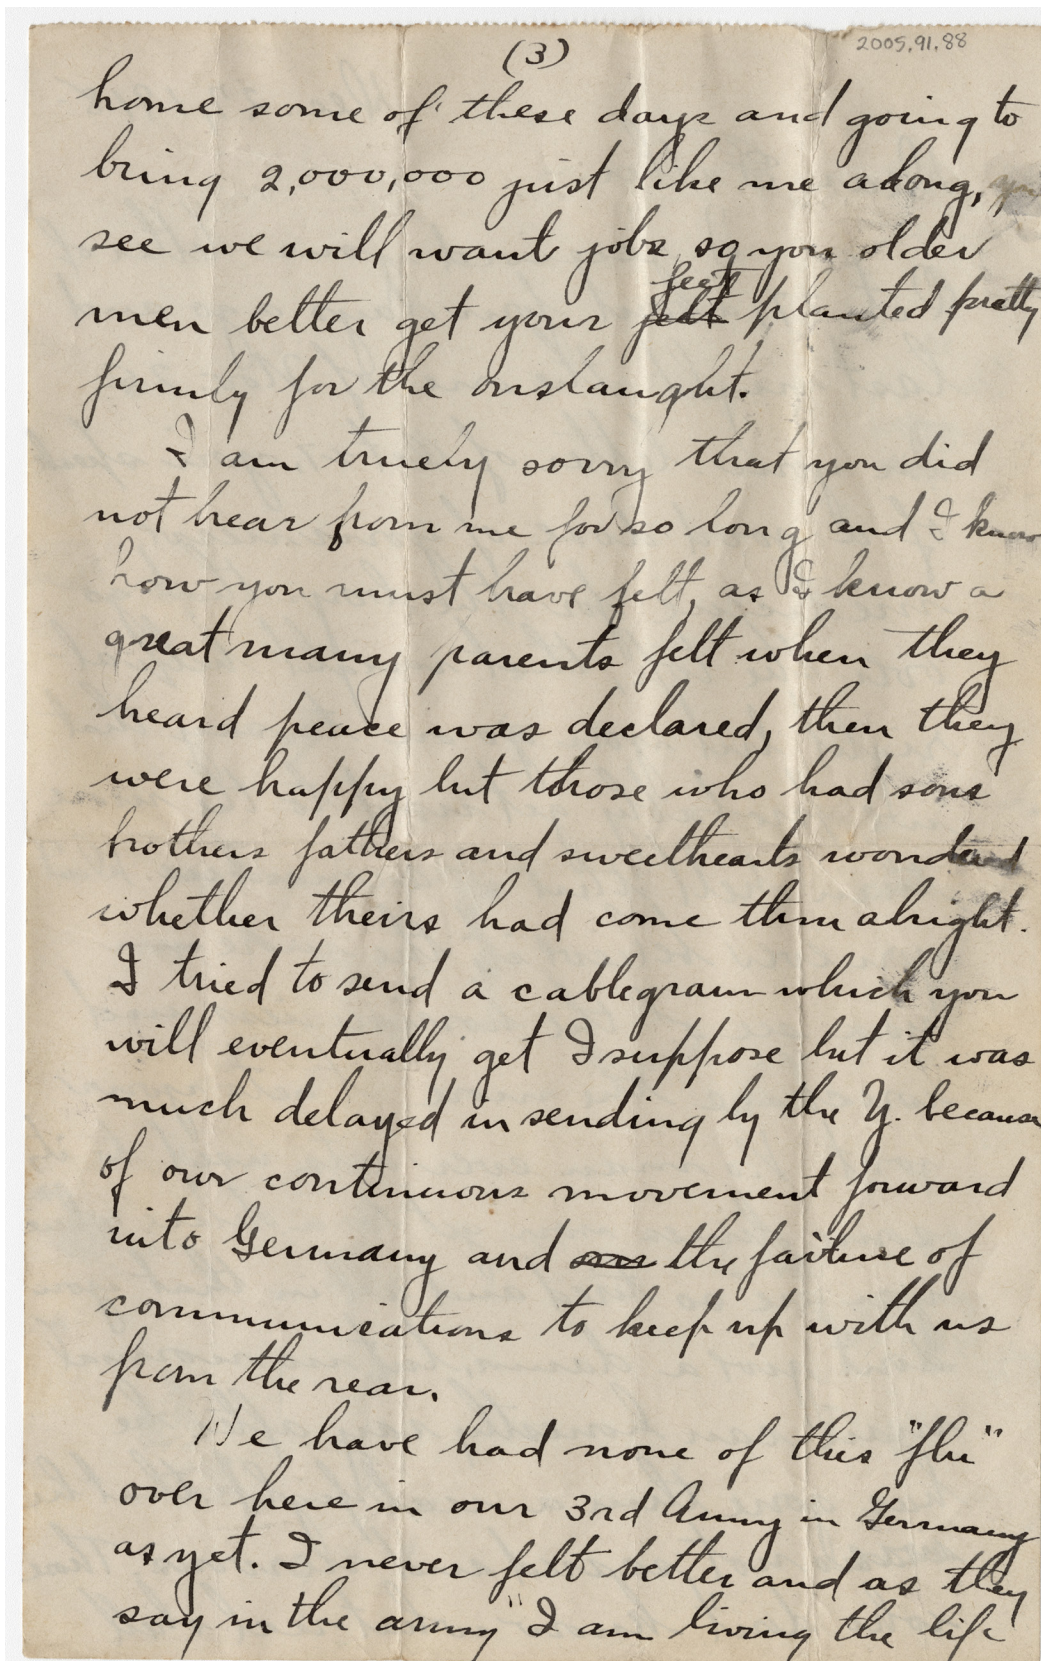 (3)
2005.91.88
home some of these days and going to
bring 2,000,000 just like me along, you
see we will want jobs so you older
feet
men better get your felt planted pretty
firmly for the onslaught.
I am truely sorry that you did
not hear from me for so long and I know
how you must have felt, as I know a
great many parents felt when they
heard peace was declared, then they
were happy but those who had sons
brothers fathers and sweethearts wondered
whether theirs had come thru alright.
I tried to send a cablegram which you
will eventually get I suppose but it was
much delayed in sending by the Y. because
of our continuous movement forward
into Germany and the failure of
communications to keep up with us
from the rear.
We have had none of this "flu"
over here in our 3rd Army in Germany
as yet. I never felt better and as they
say in the army "I am living the life